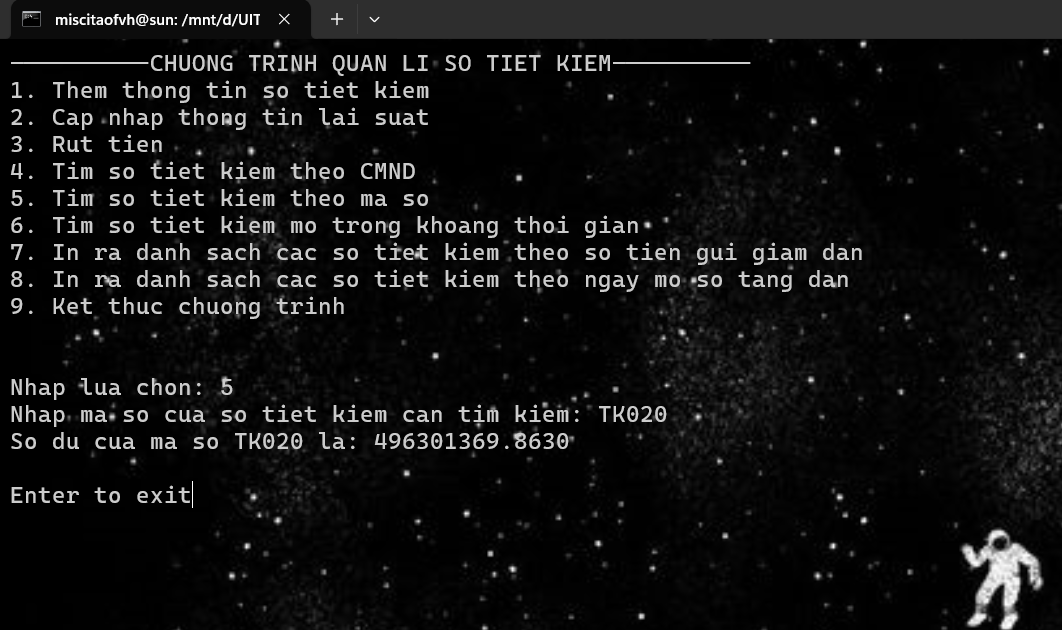 miscitaofvh@sun: /mnt/d/UIT
CHUONG TRINH QUAN LI SO TIET KIEM
1. Them thong tin so tiet kiem
2. Cap nhap thong tin lai suat
3. Rut tien
4. Tim so tiet kiem theo CMND
5. Tim so tiet kiem theo ma so
6. Tim so tiet kiem mo trong khoang thoi gian
7. In ra danh sach cac so tiet kiem theo so tien gui giam dan
8. In ra danh sach cac so tiet kiem theo ngay mo so tang dan
9. Ket thuc chuong trinh
Nhap lua chon: 5
Nhap ma so cua so tiet kiem can tim kiem: TK020
So du cua ma so TK020 la: 496301369.8630
Enter to exit